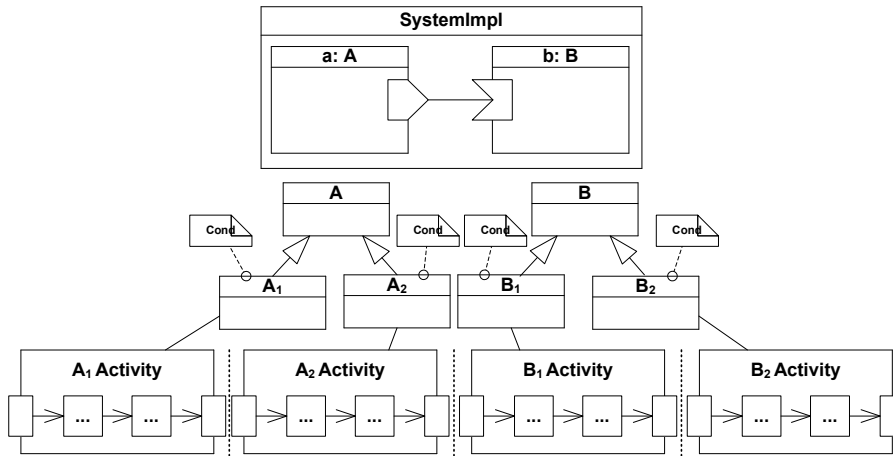 SystemImpl
a: A
b: B
A
B
Cond
Cond
Cond
Cond
A₁
A₂
B₁
B₂
A₁ Activity
A₂ Activity
B₁ Activity
B₂ Activity
... ...
... ...
... ...
... ...